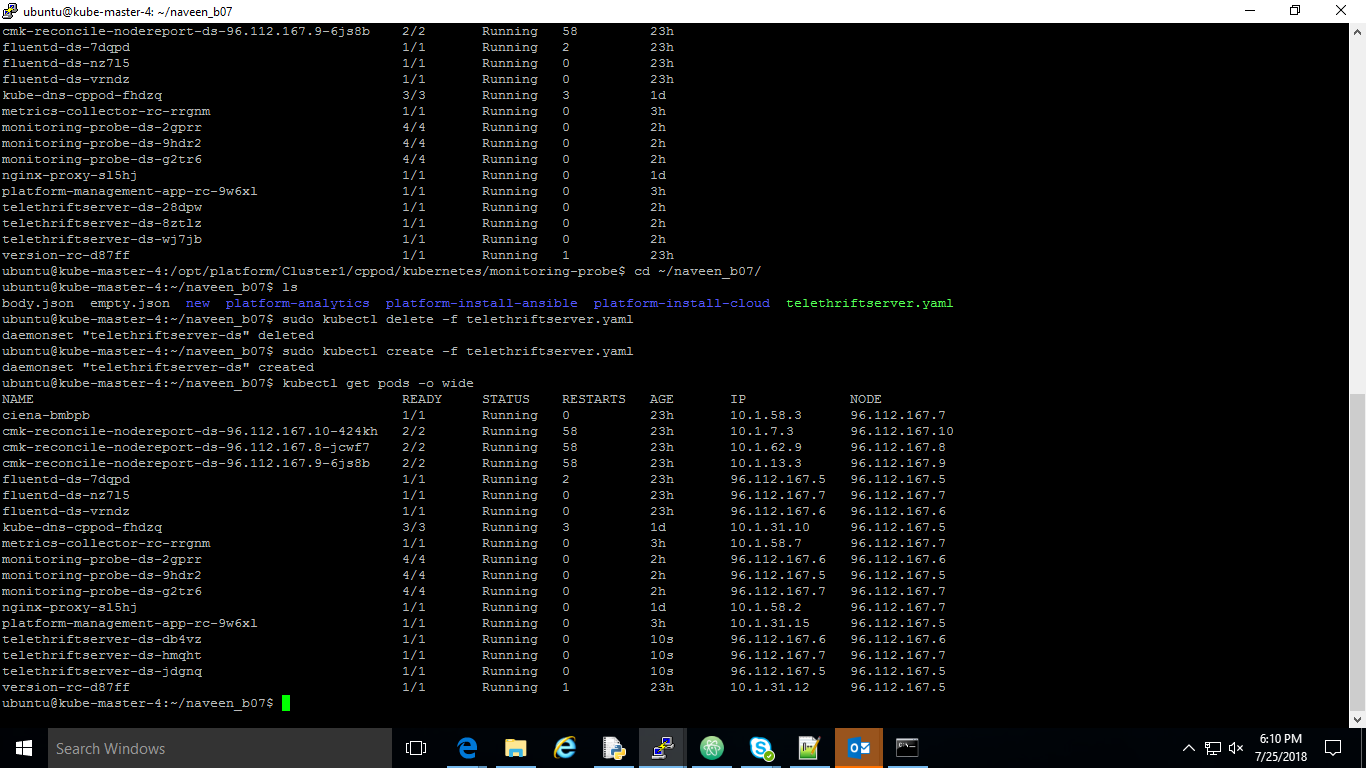 ubuntu@kube-master-4: ~/naveen_b07
cmk-reconcile-nodereport-ds-96.112.167.9-6js8b 2/2 Running 58 23h
fluentd-ds-7dqpd 1/1 Running 2 23h
fluentd-ds-nz7l5 1/1 Running 0 23h
fluentd-ds-vrndz 1/1 Running 0 23h
kube-dns-cppod-fhdzq 3/3 Running 3 1d
metrics-collector-rc-rrgnm 1/1 Running 0 3h
monitoring-probe-ds-2gprr 4/4 Running 0 2h
monitoring-probe-ds-9hdr2 4/4 Running 0 2h
monitoring-probe-ds-g2tr6 4/4 Running 0 2h
nginx-proxy-sl5hj 1/1 Running 0 1d
platform-management-app-rc-9w6xl 1/1 Running 0 3h
telethriftserver-ds-28dpw 1/1 Running 0 2h
telethriftserver-ds-8ztlz 1/1 Running 0 2h
telethriftserver-ds-wj7jb 1/1 Running 0 2h
version-rc-d87ff 1/1 Running 1 23h
ubuntu@kube-master-4:/opt/platform/Cluster1/cppod/kubernetes/monitoring-probe$ cd ~/naveen_b07/
ubuntu@kube-master-4:~/naveen_b07$ ls
body.json empty.json new platform-analytics platform-install-ansible platform-install-cloud telethriftserver.yaml
ubuntu@kube-master-4:~/naveen_b07$ sudo kubectl delete -f telethriftserver.yaml
daemonset "telethriftserver-ds" deleted
ubuntu@kube-master-4:~/naveen_b07$ sudo kubectl create -f telethriftserver.yaml
daemonset "telethriftserver-ds" created
ubuntu@kube-master-4:~/naveen_b07$ kubectl get pods -o wide
NAME READY STATUS RESTARTS AGE IP NODE
ciena-bmbpb 1/1 Running 0 23h 10.1.58.3 96.112.167.7
cmk-reconcile-nodereport-ds-96.112.167.10-424kh 2/2 Running 58 23h 10.1.7.3 96.112.167.10
cmk-reconcile-nodereport-ds-96.112.167.8-jcwf7 2/2 Running 58 23h 10.1.62.9 96.112.167.8
cmk-reconcile-nodereport-ds-96.112.167.9-6js8b 2/2 Running 58 23h 10.1.13.3 96.112.167.9
fluentd-ds-7dqpd 1/1 Running 2 23h 96.112.167.5 96.112.167.5
fluentd-ds-nz7l5 1/1 Running 0 23h 96.112.167.7 96.112.167.7
fluentd-ds-vrndz 1/1 Running 0 23h 96.112.167.6 96.112.167.6
kube-dns-cppod-fhdzq 3/3 Running 3 1d 10.1.31.10 96.112.167.5
metrics-collector-rc-rrgnm 1/1 Running 0 3h 10.1.58.7 96.112.167.7
monitoring-probe-ds-2gprr 4/4 Running 0 2h 96.112.167.6 96.112.167.6
monitoring-probe-ds-9hdr2 4/4 Running 0 2h 96.112.167.5 96.112.167.5
monitoring-probe-ds-g2tr6 4/4 Running 0 2h 96.112.167.7 96.112.167.7
nginx-proxy-sl5hj 1/1 Running 0 1d 10.1.58.2 96.112.167.7
platform-management-app-rc-9w6xl 1/1 Running 0 3h 10.1.31.15 96.112.167.5
telethriftserver-ds-db4vz 1/1 Running 0 10s 96.112.167.6 96.112.167.6
telethriftserver-ds-hmqht 1/1 Running 0 10s 96.112.167.7 96.112.167.7
telethriftserver-ds-jdgnq 1/1 Running 0 10s 96.112.167.5 96.112.167.5
version-rc-d87ff 1/1 Running 1 23h 10.1.31.12 96.112.167.5
ubuntu@kube-master-4:~/naveen_b07$
Search Windows
6:10 PM
7/25/2018